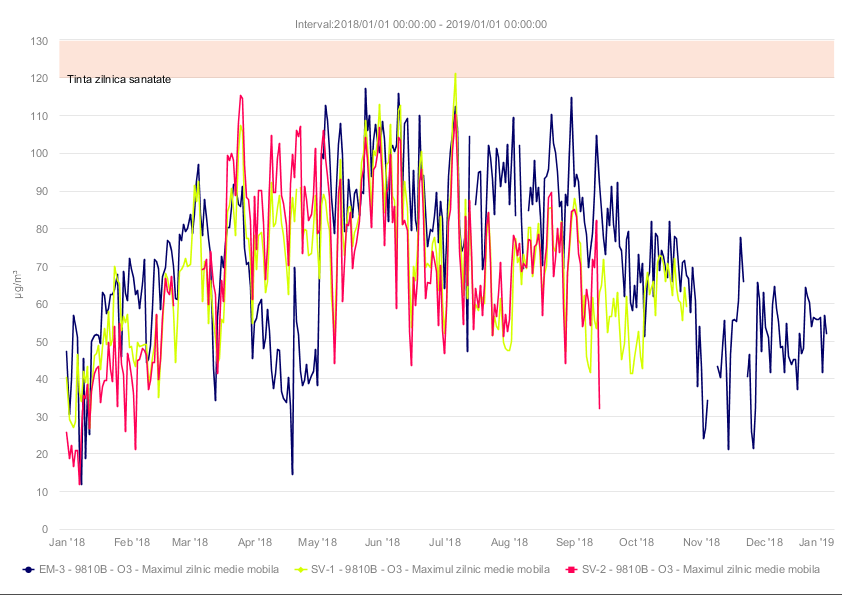 Interval:2018/01/01 00:00:00 - 2019/01/01 00:00:00
130
Tinta zilnica sanatate
120
110
100
90
80
70
60
50
40
30
20
10
0
µg/m³
Jan '18 Feb '18 Mar '18 Apr '18 May '18 Jun '18 Jul '18 Aug '18 Sep '18 Oct '18 Nov '18 Dec '18 Jan '19
EM-3 - 9810B - O3 - Maximul zilnic medie mobila SV-1 - 9810B - O3 - Maximul zilnic medie mobila SV-2 - 9810B - O3 - Maximul zilnic medie mobila